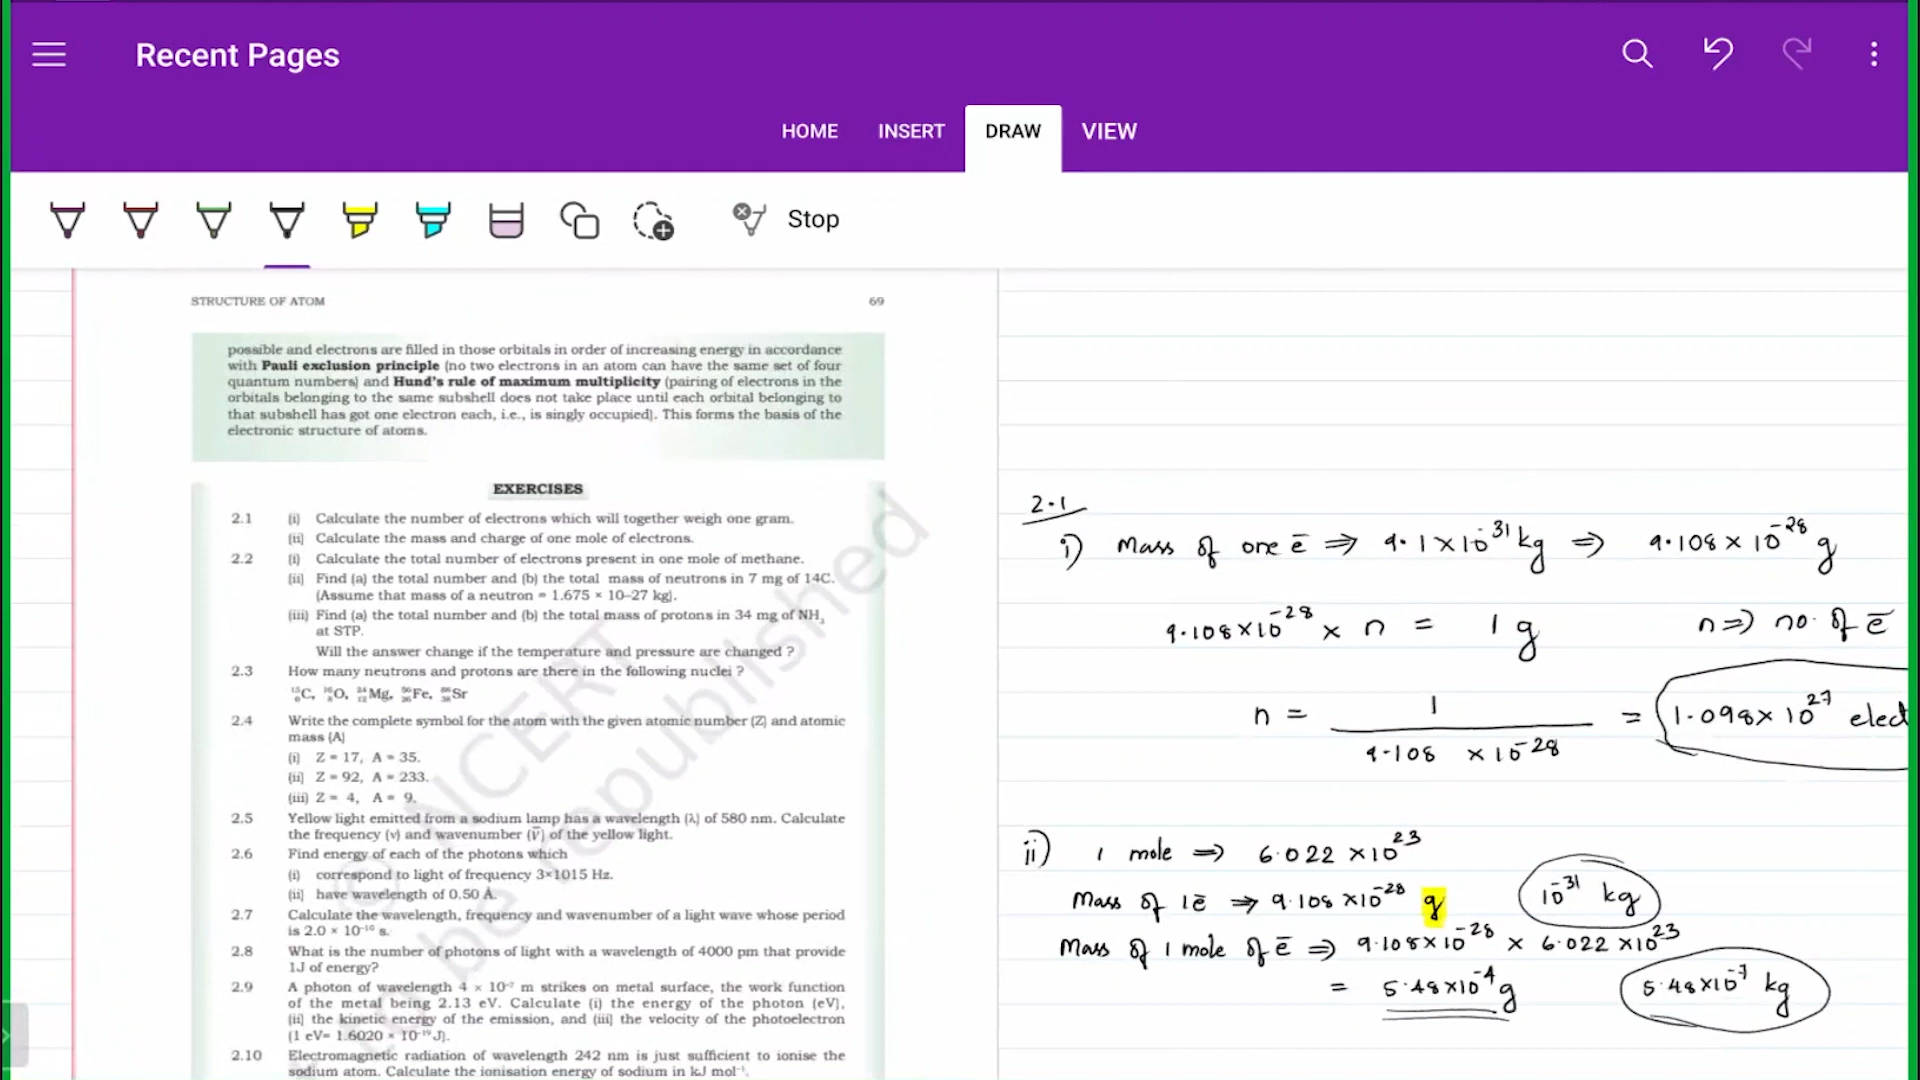 Recent Pages
HOME INSERT DRAW VIEW
Stop
STRUCTURE OF ATOM 69
possible and electrons are filled in those orbitals in order of increasing energy in accordance
with Pauli exclusion principle (no two electrons in an atom can have the same set of four
quantum numbers) and Hund's rule of maximum multiplicity (pairing of electrons in the
orbitals belonging to the same subshell does not take place until each orbital belonging to
that subshell has got one electron each, i.e., is singly occupied). This forms the basis of the
electronic structure of atoms.
EXERCISES
2.1 (i) Calculate the number of electrons which will together weigh one gram.
(ii) Calculate the mass and charge of one mole of electrons.
2.2 (i) Calculate the total number of electrons present in one mole of methane.
(ii) Find (a) the total number and (b) the total mass of neutrons in 7 mg of 14C.
(Assume that mass of a neutron = 1.675 × 10–27 kg).
(iii) Find (a) the total number and (b) the total mass of protons in 34 mg of NH₃
at STP.
Will the answer change if the temperature and pressure are changed ?
2.3 How many neutrons and protons are there in the following nuclei ?
¹³₆C, ¹⁶₈O, ²⁴₁₂Mg, ⁵⁶₂₆Fe, ⁸⁸₃₈Sr
2.4 Write the complete symbol for the atom with the given atomic number (Z) and atomic
mass (A)
(i) Z = 17, A = 35.
(ii) Z = 92, A = 233.
(iii) Z = 4, A = 9.
2.5 Yellow light emitted from a sodium lamp has a wavelength (λ) of 580 nm. Calculate
the frequency (ν) and wavenumber (ν̅) of the yellow light.
2.6 Find energy of each of the photons which
(i) correspond to light of frequency 3×1015 Hz.
(ii) have wavelength of 0.50 Å.
2.7 Calculate the wavelength, frequency and wavenumber of a light wave whose period
is 2.0 × 10⁻¹⁰ s.
2.8 What is the number of photons of light with a wavelength of 4000 pm that provide
1J of energy?
2.9 A photon of wavelength 4 × 10⁻⁷ m strikes on metal surface, the work function
of the metal being 2.13 eV. Calculate (i) the energy of the photon (eV),
(ii) the kinetic energy of the emission, and (iii) the velocity of the photoelectron
(1 eV= 1.6020 × 10⁻¹⁹ J).
2.10 Electromagnetic radiation of wavelength 242 nm is just sufficient to ionise the
sodium atom. Calculate the ionisation energy of sodium in kJ mol⁻¹.
© NCERT
be republished
2.1
i) Mass of one e̅ ⇒ 9.1×10⁻³¹ kg ⇒ 9.108 × 10⁻²⁸ g
9.108×10⁻²⁸ × n = 1 g n ⇒ no. of e̅
n = 1 / 9.108 × 10⁻²⁸ = 1.098×10²⁷ elect
ii) 1 mole ⇒ 6.022 ×10²³
Mass of 1e̅ ⇒ 9.108 ×10⁻²⁸ g 10⁻³¹ kg
Mass of 1 mole of e̅ ⇒ 9.108×10⁻²⁸ × 6.022 ×10²³
= 5.48×10⁻⁴ g 5.48×10⁻⁷ kg